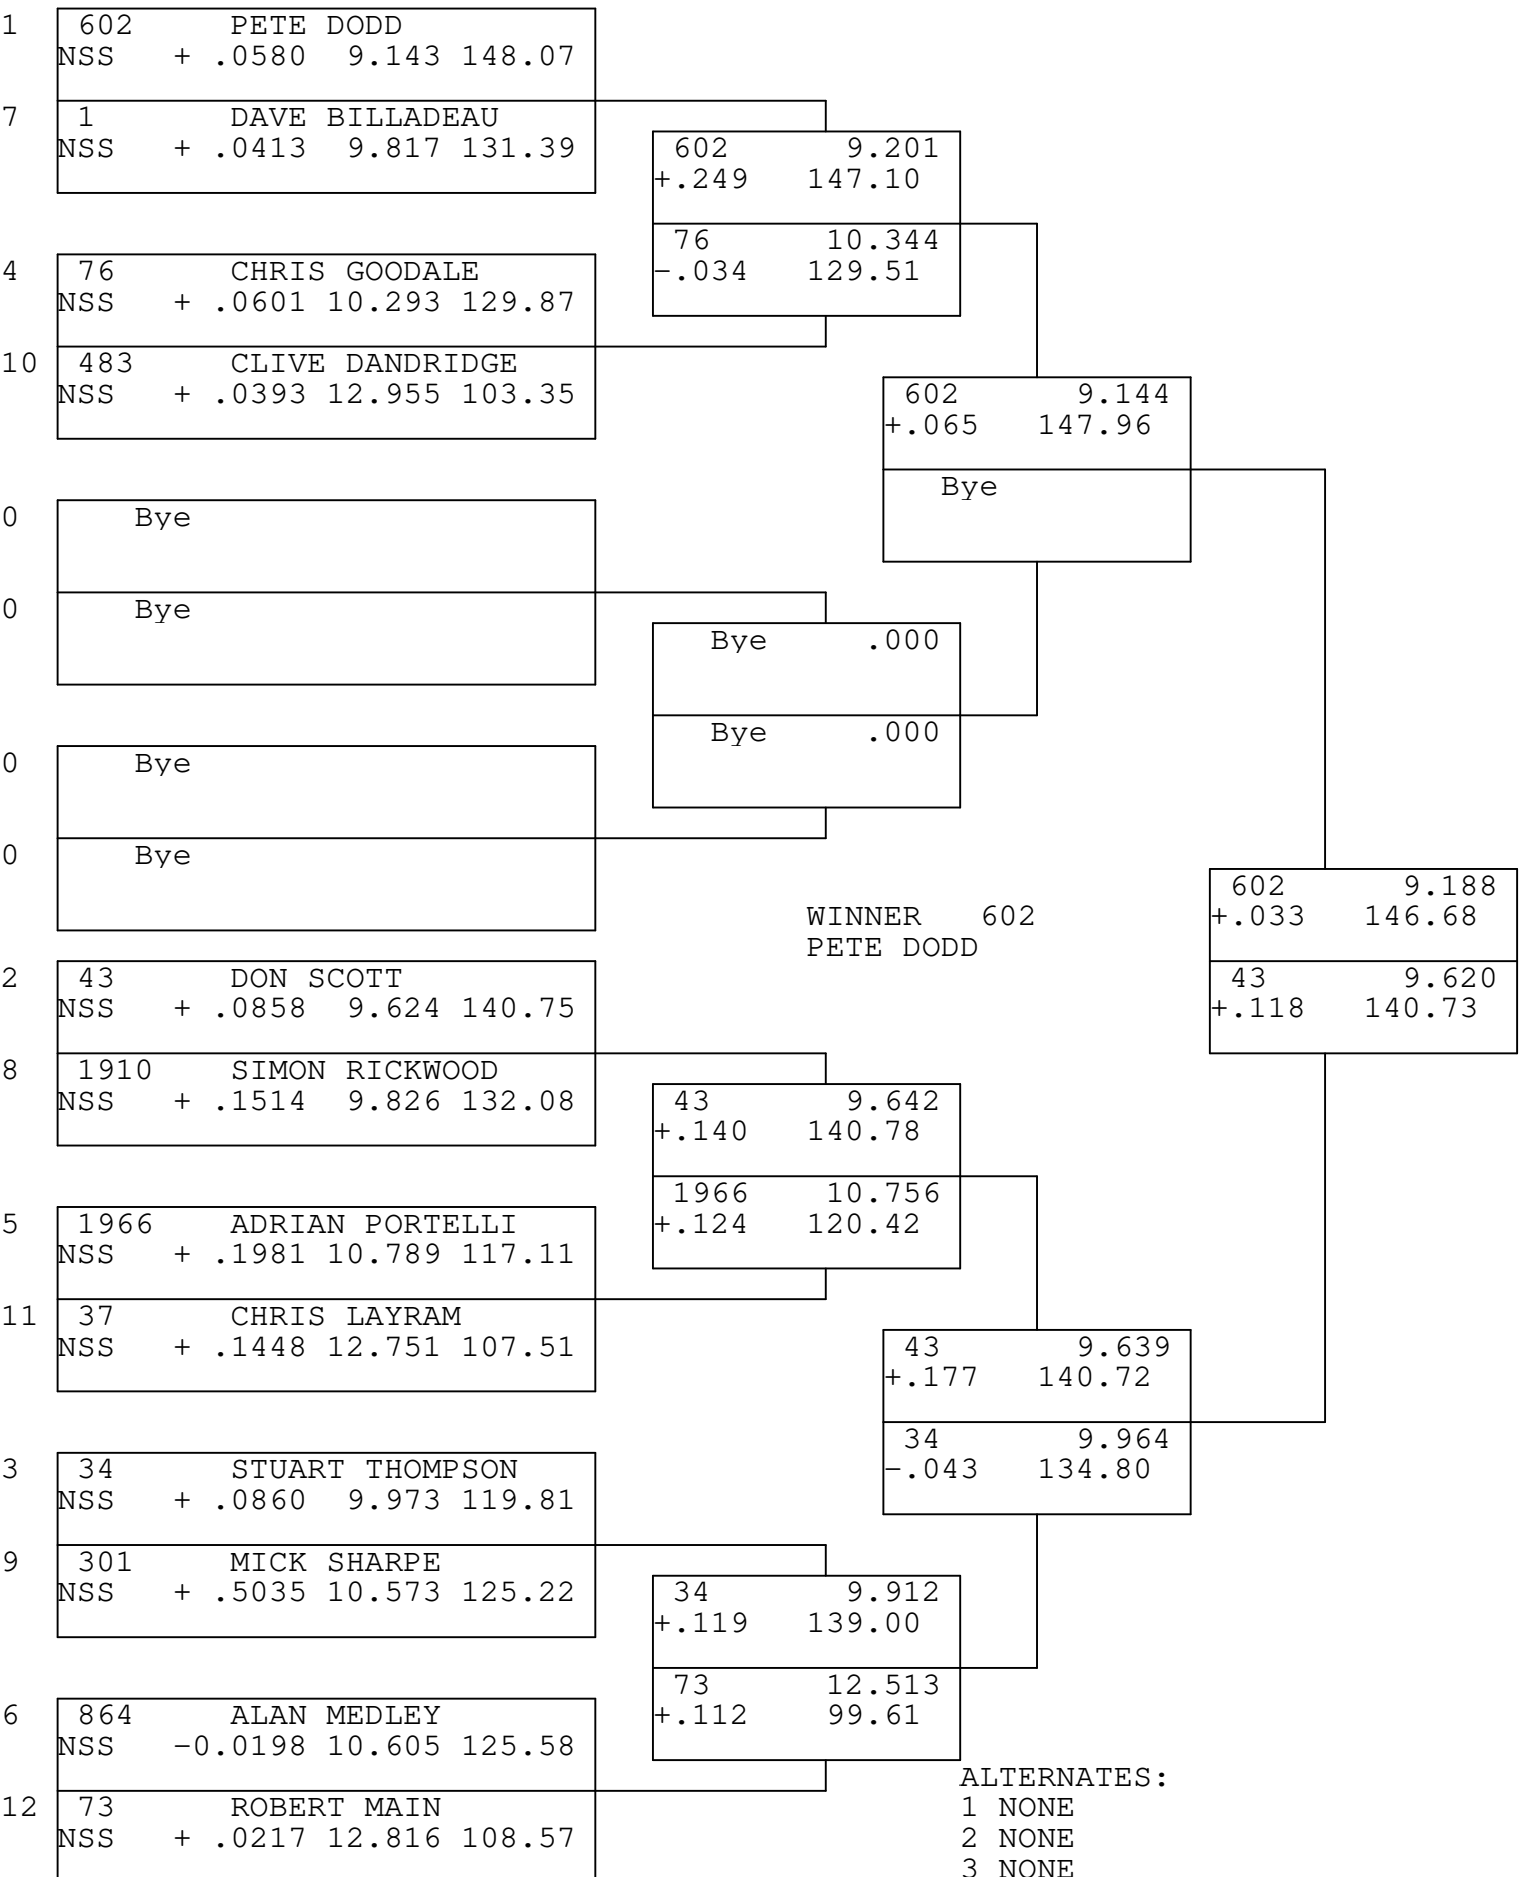 1 602 PETE DODD
NSS + .0580 9.143 148.07
7 1 DAVE BILLADEAU
NSS + .0413 9.817 131.39
4 76 CHRIS GOODALE
NSS + .0601 10.293 129.87
10 483 CLIVE DANDRIDGE
NSS + .0393 12.955 103.35
0 Bye
0 Bye
0 Bye
0 Bye
2 43 DON SCOTT
NSS + .0858 9.624 140.75
8 1910 SIMON RICKWOOD
NSS + .1514 9.826 132.08
5 1966 ADRIAN PORTELLI
NSS + .1981 10.789 117.11
11 37 CHRIS LAYRAM
NSS + .1448 12.751 107.51
3 34 STUART THOMPSON
NSS + .0860 9.973 119.81
9 301 MICK SHARPE
NSS + .5035 10.573 125.22
6 864 ALAN MEDLEY
NSS -0.0198 10.605 125.58
12 73 ROBERT MAIN
NSS + .0217 12.816 108.57
602 9.201
+.249 147.10
76 10.344
-.034 129.51
Bye .000
Bye .000
43 9.642
+.140 140.78
1966 10.756
+.124 120.42
34 9.912
+.119 139.00
73 12.513
+.112 99.61
602 9.144
+.065 147.96
Bye
43 9.639
+.177 140.72
34 9.964
-.043 134.80
602 9.188
+.033 146.68
43 9.620
+.118 140.73
WINNER 602
PETE DODD
ALTERNATES:
1 NONE
2 NONE
3 NONE